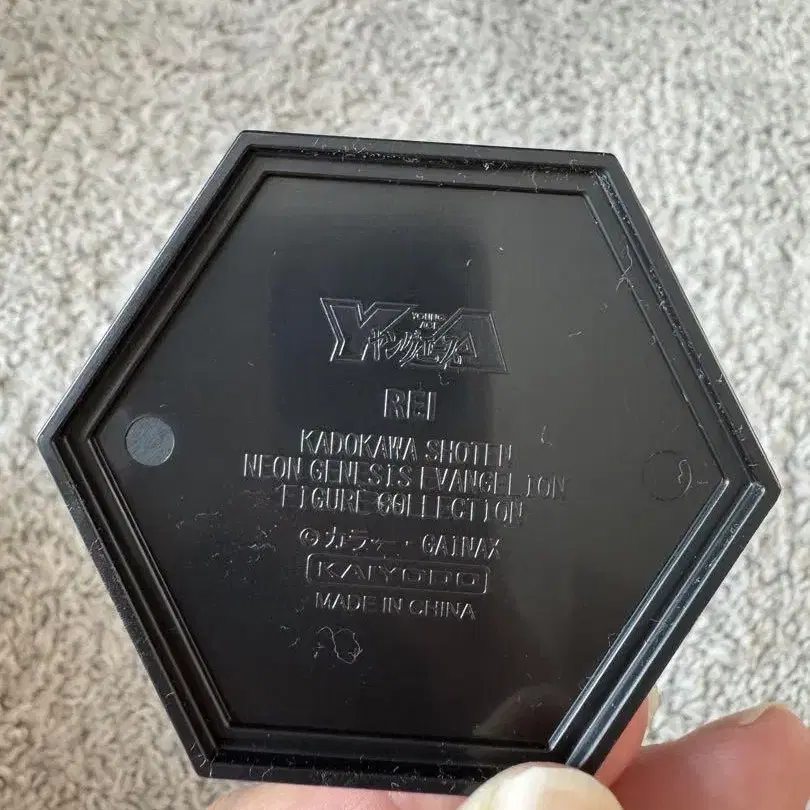 YOUNG
ACE
YA
ヤングエース
REI
KADOKAWA SHOTEN
NEON GENESIS EVANGELION
FIGURE COLLECTION
©カラー・GAINAX
KAIYODO
MADE IN CHINA